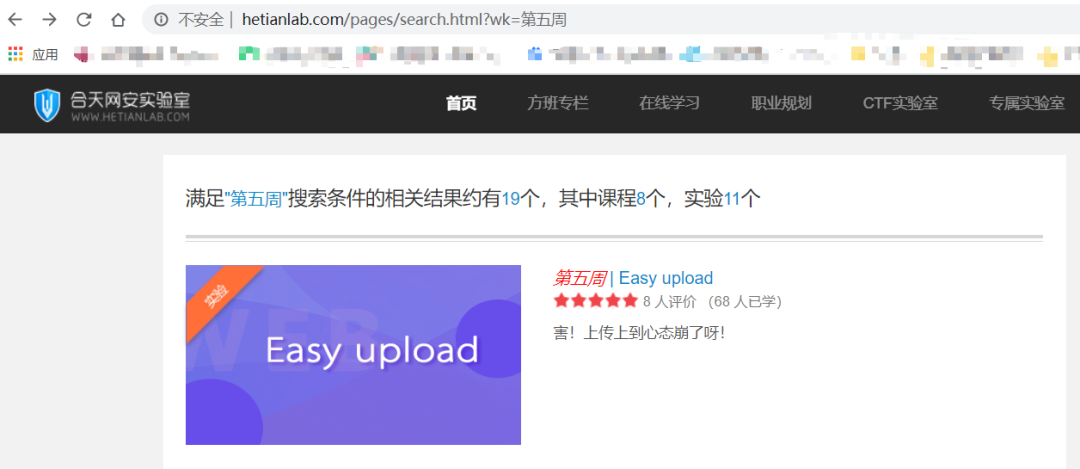 不安全 | hetianlab.com/pages/search.html?wk=第五周
应用
合天网安实验室
WWW.HETIANLAB.COM
首页 方班专栏 在线学习 职业规划 CTF实验室 专属实验室
满足"第五周"搜索条件的相关结果约有19个，其中课程8个，实验11个
实验
WEB
Easy upload
第五周 | Easy upload
8 人评价 （68 人已学）
害！上传上到心态崩了呀！